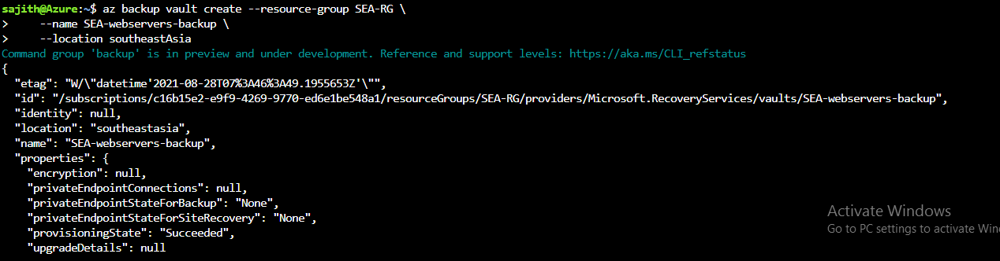 sajith@Azure:~$ az backup vault create --resource-group SEA-RG \
>     --name SEA-webservers-backup \
>     --location southeastAsia
Command group 'backup' is in preview and under development. Reference and support levels: https://aka.ms/CLI_refstatus
{
  "etag": "W/\"datetime'2021-08-28T07%3A46%3A49.1955653Z'\"",
  "id": "/subscriptions/c16b15e2-e9f9-4269-9770-ed6e1be548a1/resourceGroups/SEA-RG/providers/Microsoft.RecoveryServices/vaults/SEA-webservers-backup",
  "identity": null,
  "location": "southeastasia",
  "name": "SEA-webservers-backup",
  "properties": {
    "encryption": null,
    "privateEndpointConnections": null,
    "privateEndpointStateForBackup": "None",
    "privateEndpointStateForSiteRecovery": "None",
    "provisioningState": "Succeeded",
    "upgradeDetails": null
Activate Windows
Go to PC settings to activate Win